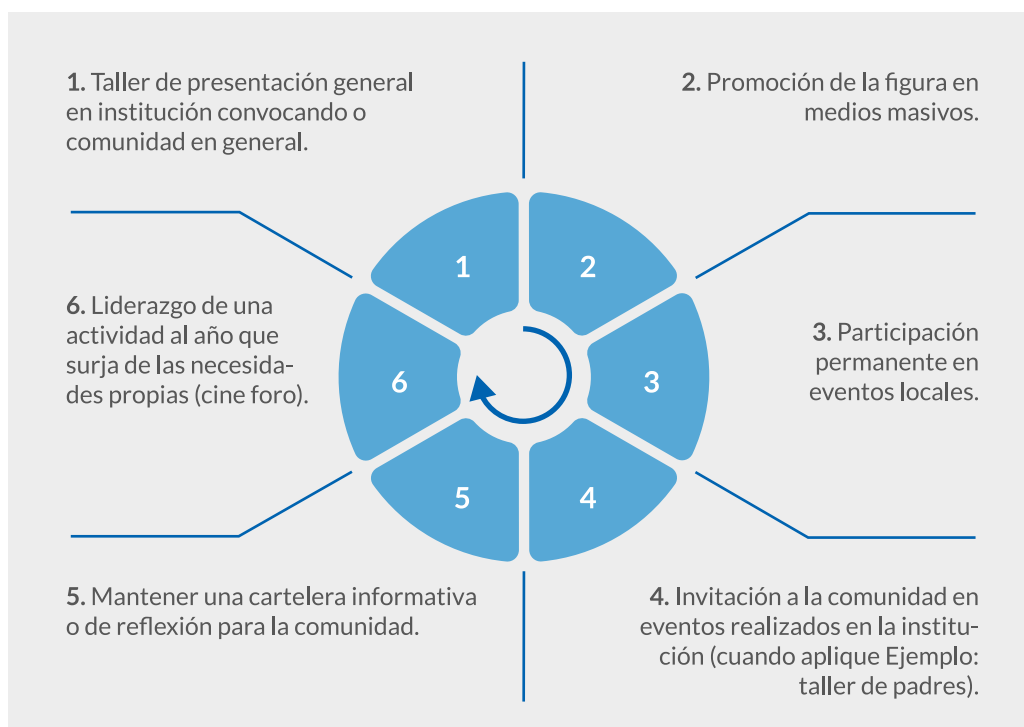 1. Taller de presentación general
en institución convocando o
comunidad en general.
2. Promoción de la figura en
medios masivos.
1
2
6. Liderazgo de una
actividad al año que
surja de las necesida-
des propias (cine foro).
6
3
3. Participación
permanente en
eventos locales.
5
4
5. Mantener una cartelera informativa
o de reflexión para la comunidad.
4. Invitación a la comunidad en
eventos realizados en la institu-
ción (cuando aplique Ejemplo:
taller de padres).